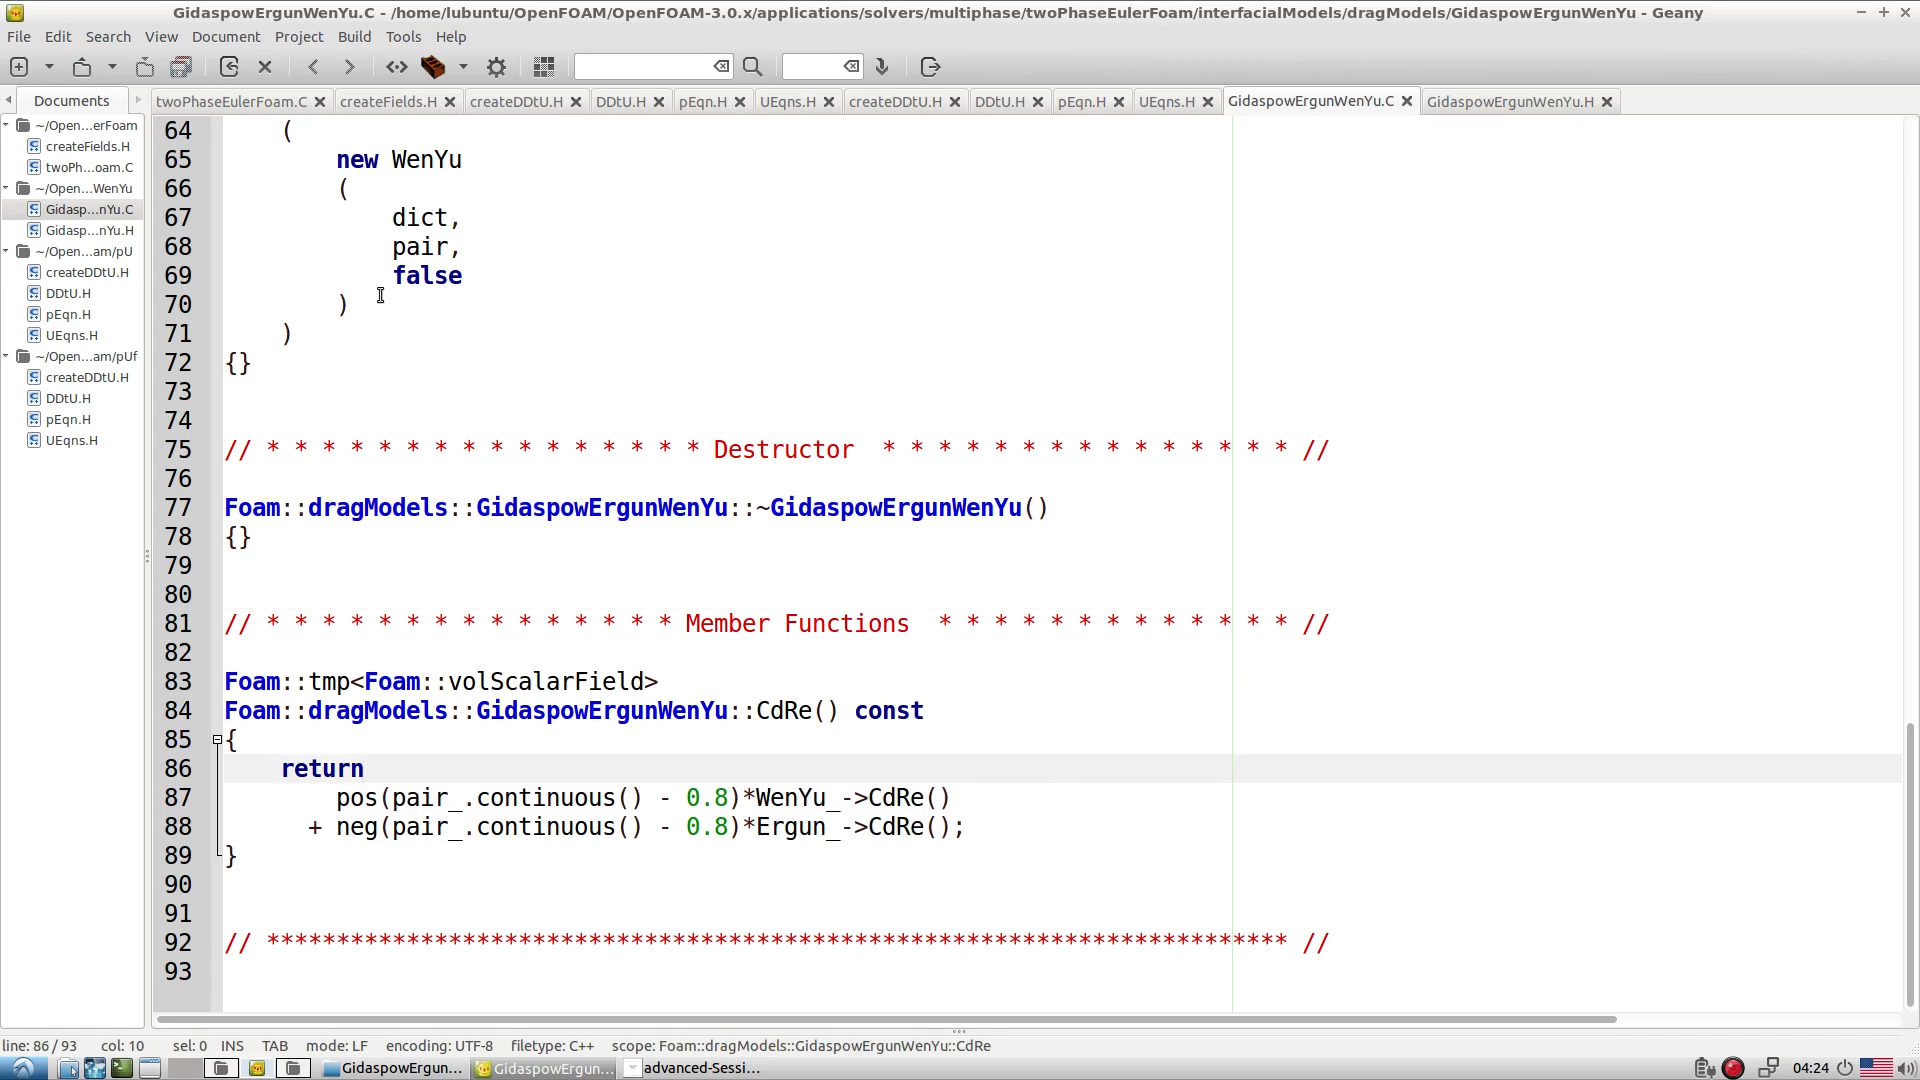 GidaspowErgunWenYu.C - /home/lubuntu/OpenFOAM/OpenFOAM-3.0.x/applications/solvers/multiphase/twoPhaseEulerFoam/interfacialModels/dragModels/GidaspowErgunWenYu - Geany
File Edit Search View Document Project Build Tools Help
Documents twoPhaseEulerFoam.C createFields.H createDDtU.H DDtU.H pEqn.H UEqns.H createDDtU.H DDtU.H pEqn.H UEqns.H GidaspowErgunWenYu.C GidaspowErgunWenYu.H
~/Open...erFoam
createFields.H
twoPh...oam.C
~/Open...WenYu
Gidasp...nYu.C
Gidasp...nYu.H
~/Open...am/pU
createDDtU.H
DDtU.H
pEqn.H
UEqns.H
~/Open...am/pUf
createDDtU.H
DDtU.H
pEqn.H
UEqns.H
64 (
65 new WenYu
66 (
67 dict,
68 pair,
69 false
70 )
71 )
72 {}
73
74
75 // * * * * * * * * * * * * * * * * Destructor  * * * * * * * * * * * * * * * //
76
77 Foam::dragModels::GidaspowErgunWenYu::~GidaspowErgunWenYu()
78 {}
79
80
81 // * * * * * * * * * * * * * * * Member Functions  * * * * * * * * * * * * * //
82
83 Foam::tmp<Foam::volScalarField>
84 Foam::dragModels::GidaspowErgunWenYu::CdRe() const
85 {
86 return
87 pos(pair_.continuous() - 0.8)*WenYu_->CdRe()
88 + neg(pair_.continuous() - 0.8)*Ergun_->CdRe();
89 }
90
91
92 // ************************************************************************* //
93
line: 86 / 93 col: 10 sel: 0 INS TAB mode: LF encoding: UTF-8 filetype: C++ scope: Foam::dragModels::GidaspowErgunWenYu::CdRe
GidaspowErgun... GidaspowErgun... advanced-Sessi... 04:24